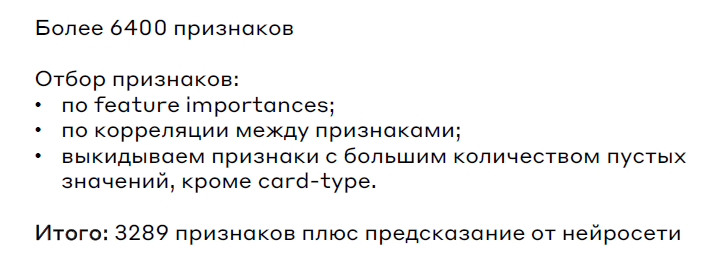 Более 6400 признаков
Отбор признаков:
• по feature importances;
• по корреляции между признаками;
• выкидываем признаки с большим количеством пустых
значений, кроме card-type.
Итого: 3289 признаков плюс предсказание от нейросети